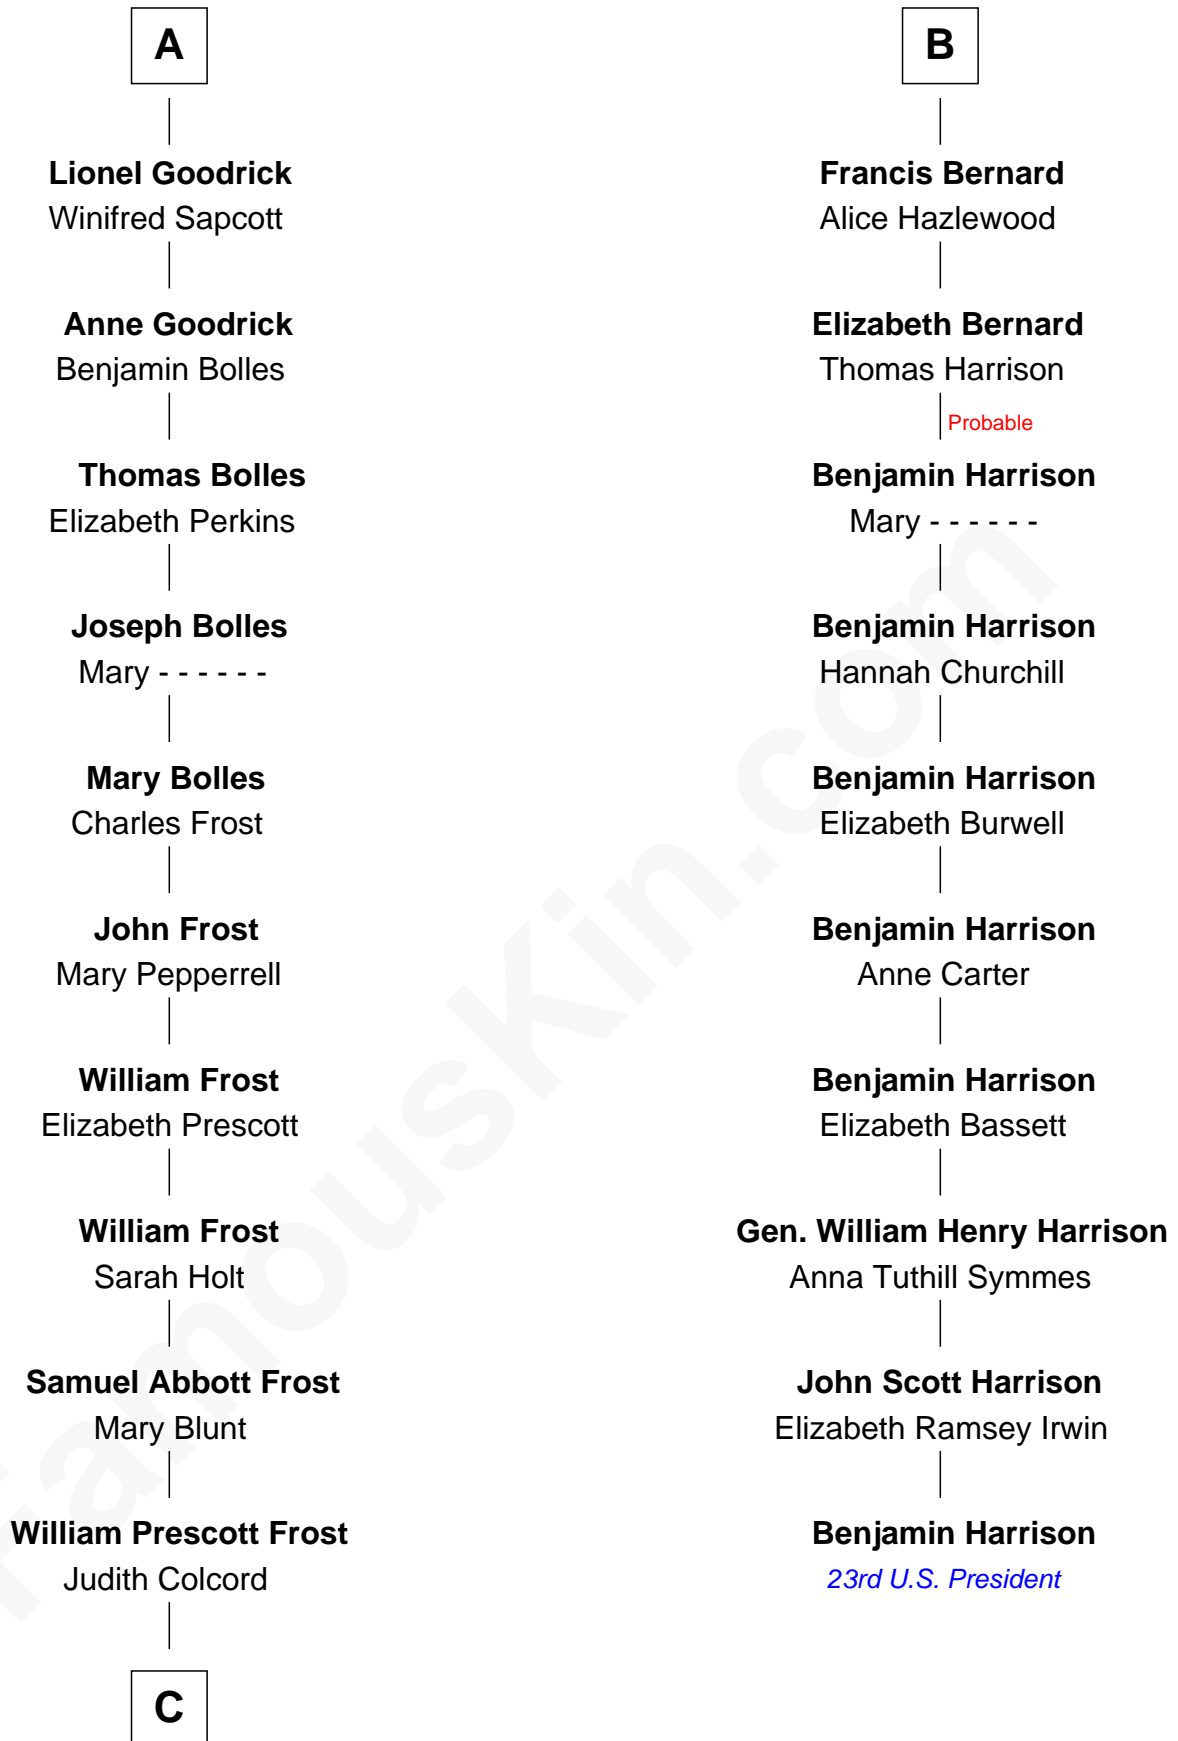 A
Lionel Goodrick
Winifred Sapcott
Anne Goodrick
Benjamin Bolles
Thomas Bolles
Elizabeth Perkins
Joseph Bolles
Mary - - - - - -
Mary Bolles
Charles Frost
John Frost
Mary Pepperrell
William Frost
Elizabeth Prescott
William Frost
Sarah Holt
Samuel Abbott Frost
Mary Blunt
William Prescott Frost
Judith Colcord
C
B
Francis Bernard
Alice Hazlewood
Elizabeth Bernard
Thomas Harrison
Probable
Benjamin Harrison
Mary - - - - - -
Benjamin Harrison
Hannah Churchill
Benjamin Harrison
Elizabeth Burwell
Benjamin Harrison
Anne Carter
Benjamin Harrison
Elizabeth Bassett
Gen. William Henry Harrison
Anna Tuthill Symmes
John Scott Harrison
Elizabeth Ramsey Irwin
Benjamin Harrison
23rd U.S. President
FamousKin.com